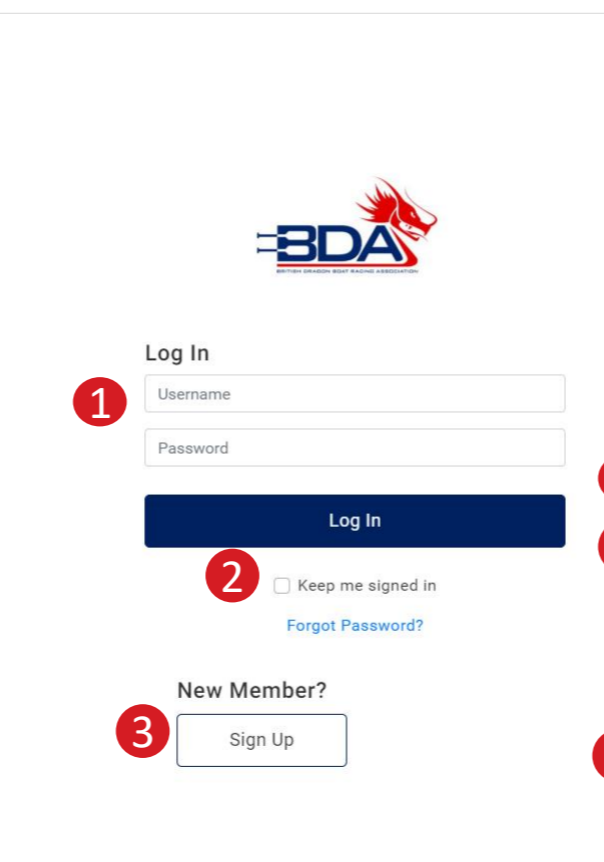 BDA
BRITISH DRAGON BOAT RACING ASSOCIATION
Log In
1
Username
Password
Log In
2
Keep me signed in
Forgot Password?
New Member?
3
Sign Up